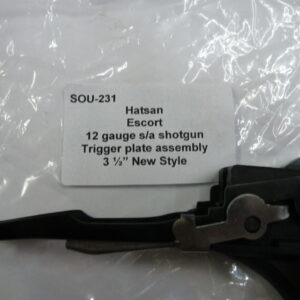 SOU-231
Hatsan
Escort
12 gauge s/a shotgun
Trigger plate assembly
3 ½” New Style